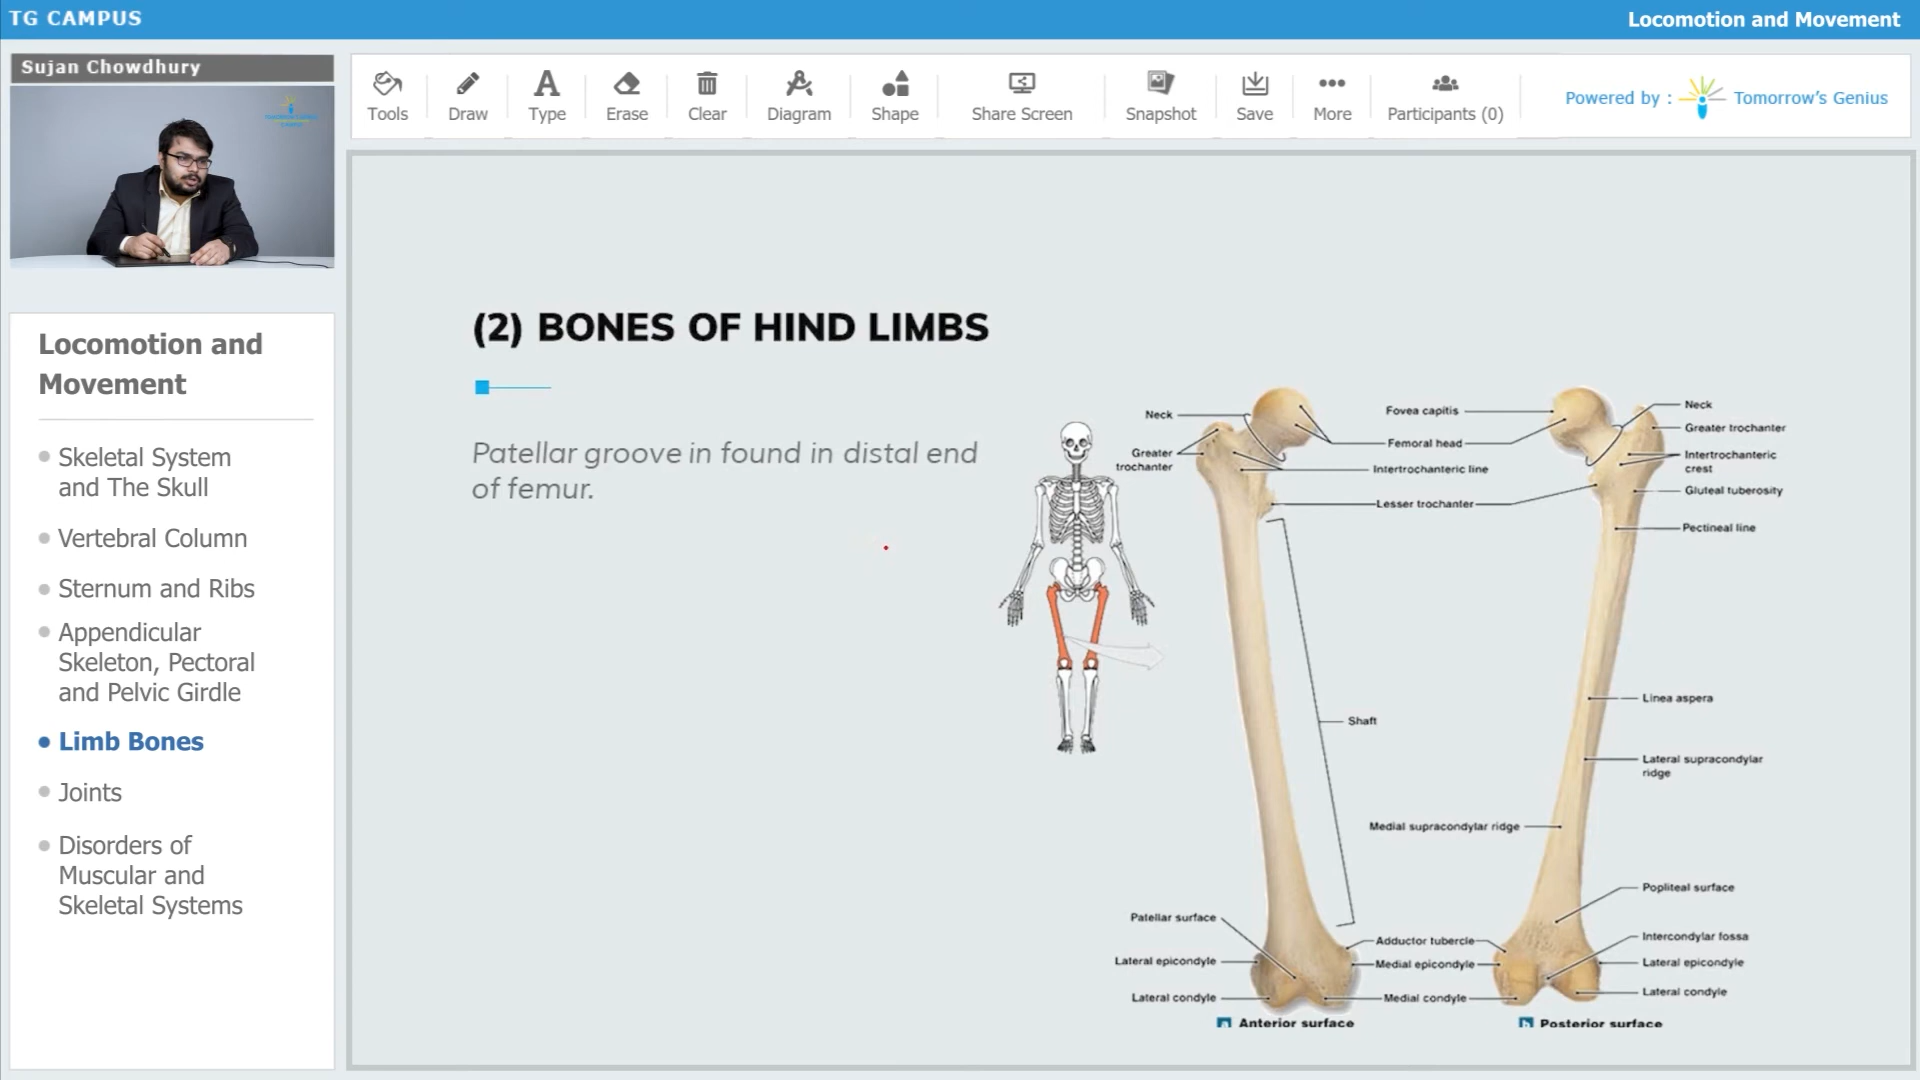 TG CAMPUS
Locomotion and Movement
Sujan Chowdhury
Tools
Draw
Type
Erase
Clear
Diagram
Shape
Share Screen
Snapshot
Save
More
Participants (0)
Powered by :
Tomorrow's Genius
Locomotion and
Movement
Skeletal System
and The Skull
Vertebral Column
Sternum and Ribs
Appendicular
Skeleton, Pectoral
and Pelvic Girdle
Limb Bones
Joints
Disorders of
Muscular and
Skeletal Systems
(2) BONES OF HIND LIMBS
Patellar groove in found in distal end
of femur.
Neck
Greater
trochanter
Fovea capitis
Femoral head
Intertrochanteric line
Lesser trochanter
Shaft
Medial supracondylar ridge
Patellar surface
Lateral epicondyle
Lateral condyle
Adductor tubercle
Medial epicondyle
Medial condyle
a Anterior surface
Neck
Greater trochanter
Intertrochanteric
crest
Gluteal tuberosity
Pectineal line
Linea aspera
Lateral supracondylar
ridge
Popliteal surface
Intercondylar fossa
Lateral epicondyle
Lateral condyle
b Posterior surface